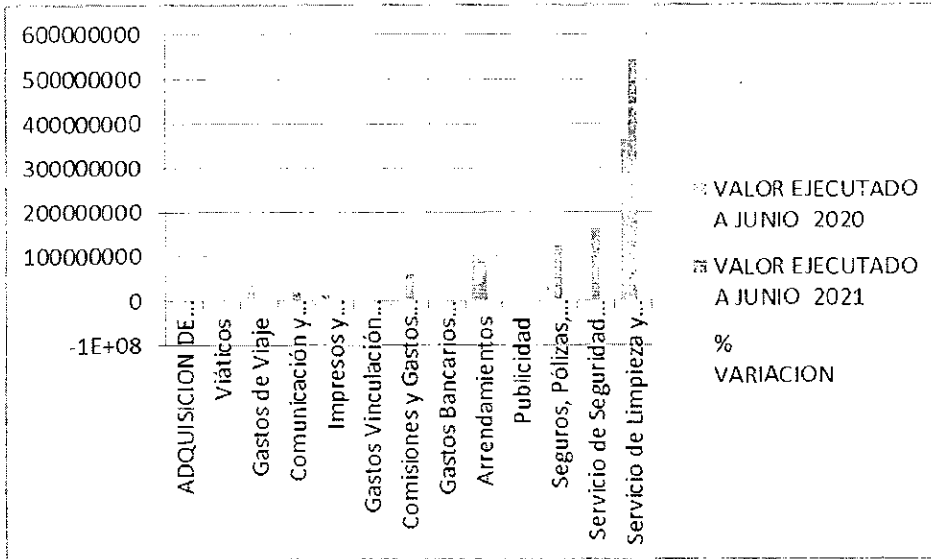 600000000
500000000
400000000
300000000
200000000
100000000
0
-1E+08
ADQUISICION DE...
Viáticos
Gastos de Viaje
Comunicación y...
Impresos y...
Gastos Vinculación...
Comisiones y Gastos...
Gastos Bancarios...
Arrendamientos
Publicidad
Seguros, Pólizas,...
Servicio de Seguridad...
Servicio de Limpieza y...
VALOR EJECUTADO
A JUNIO 2020
VALOR EJECUTADO
A JUNIO 2021
%
VARIACION